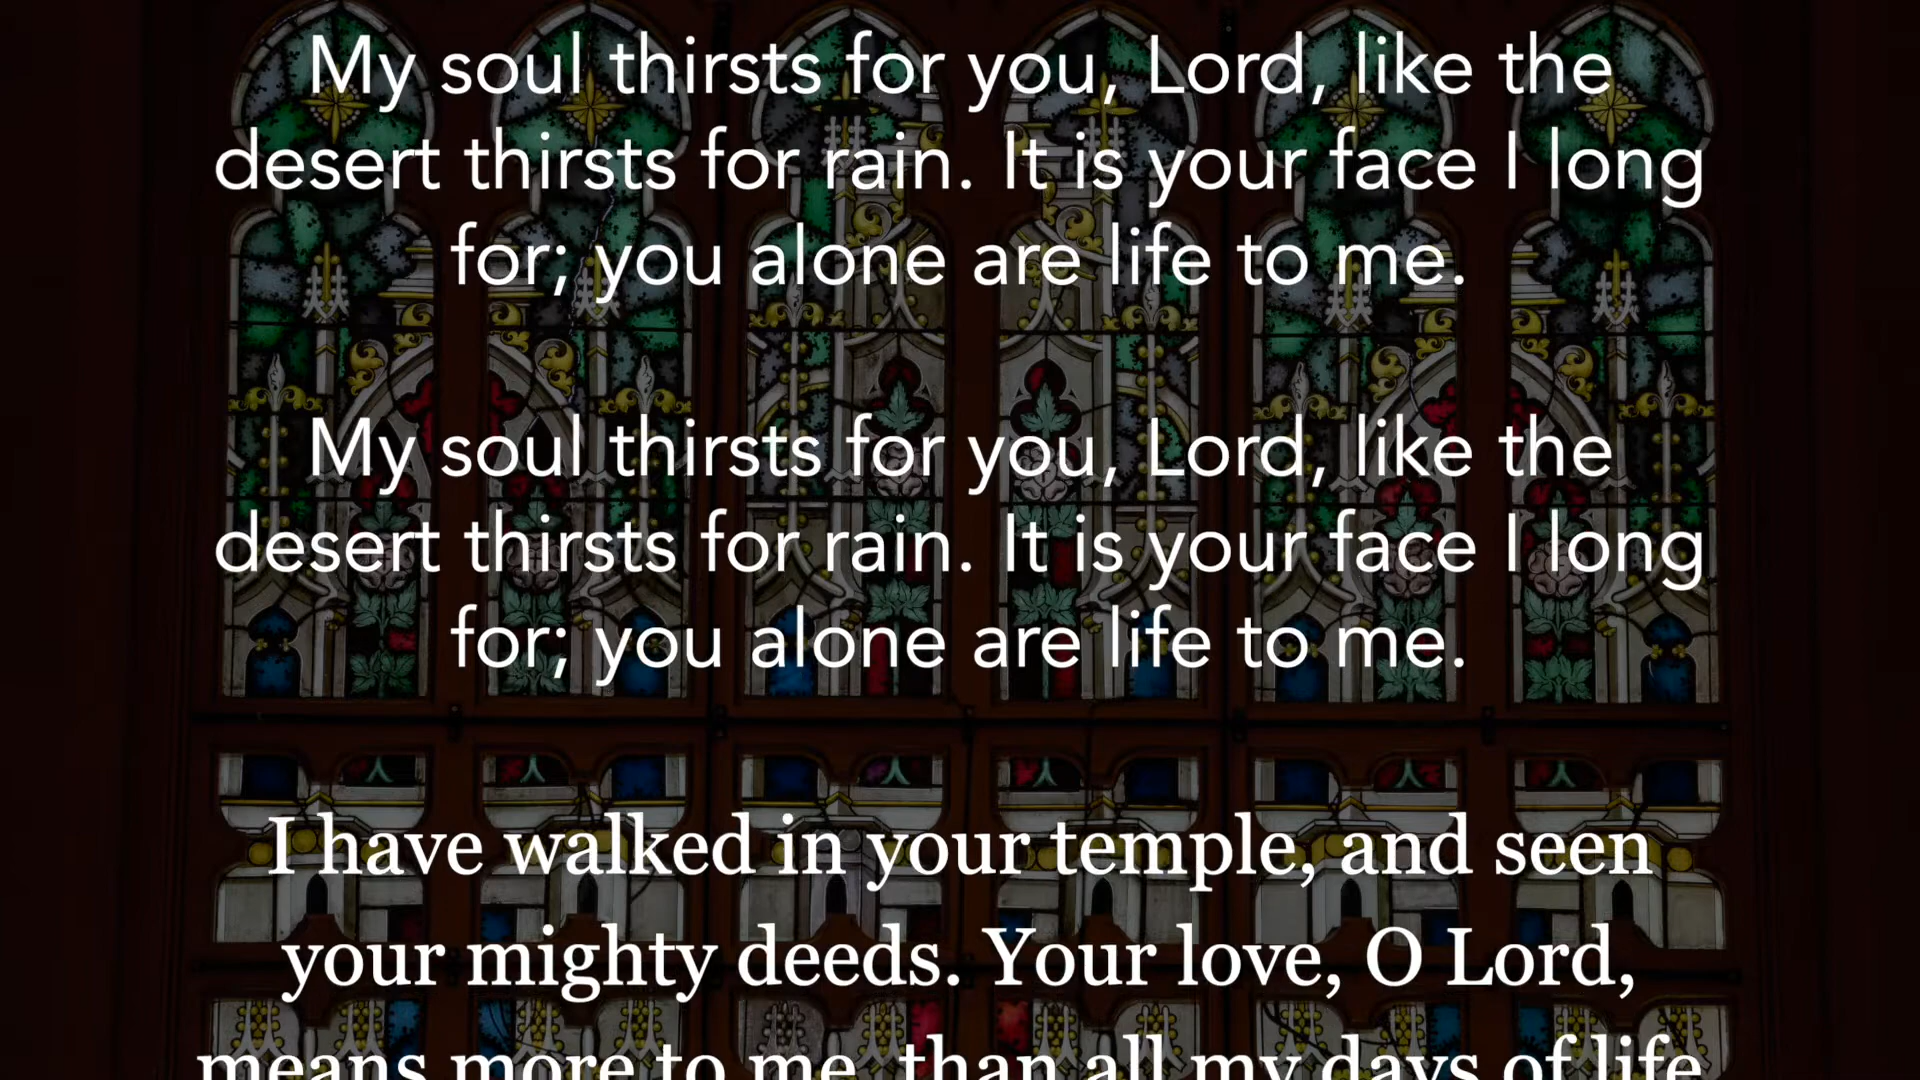 My soul thirsts for you, Lord, like the
desert thirsts for rain. It is your face I long
for; you alone are life to me.
My soul thirsts for you, Lord, like the
desert thirsts for rain. It is your face I long
for; you alone are life to me.
I have walked in your temple, and seen
your mighty deeds. Your love, O Lord,
means more to me, than all my days of life